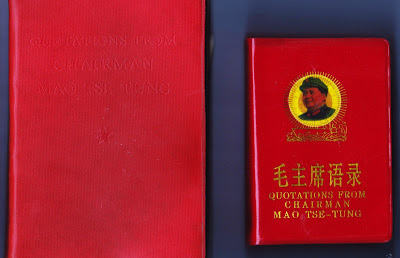 QUOTATIONS FROM
CHAIRMAN
MAO TSE-TUNG
毛主席语录
QUOTATIONS FROM
CHAIRMAN
MAO TSE-TUNG